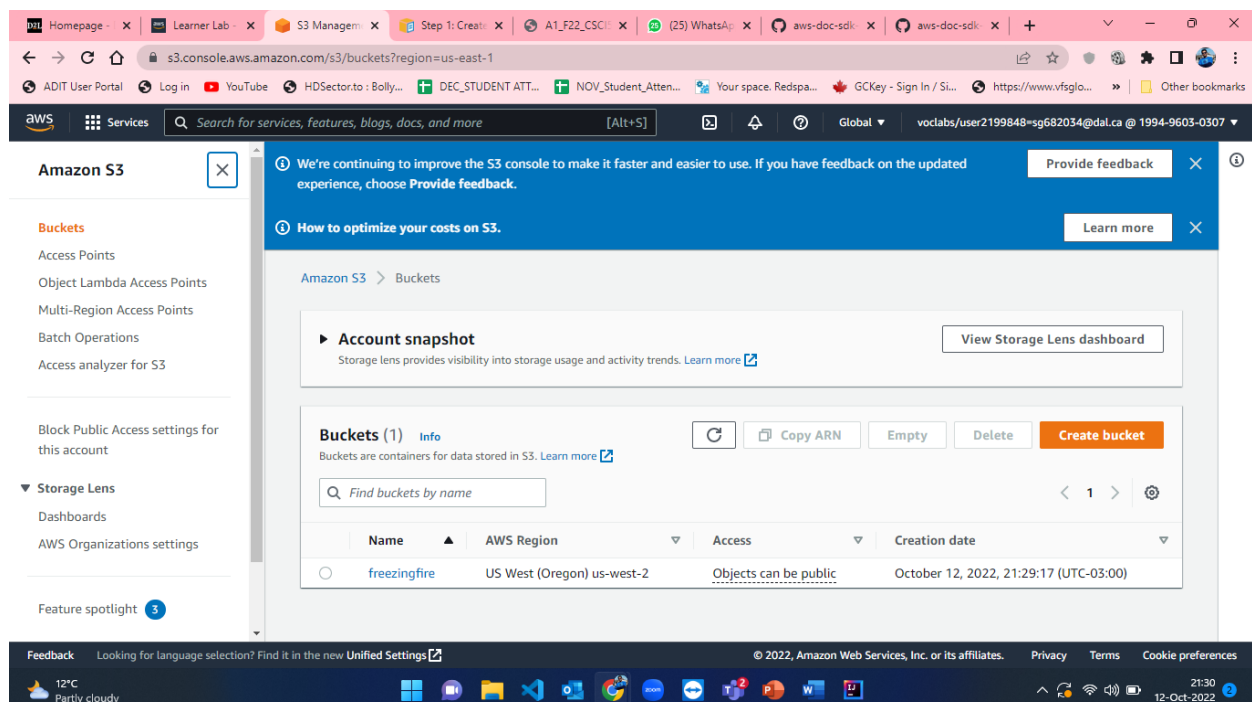 D2L Homepage -
Learner Lab -
S3 Managem
Step 1: Create
A1_F22_CSCI5
(25) WhatsAp
aws-doc-sdk-
aws-doc-sdk-
s3.console.aws.amazon.com/s3/buckets?region=us-east-1
ADIT User Portal
Log in
YouTube
HDSector.to : Bolly...
DEC_STUDENT ATT...
NOV_Student_Atten...
Your space. Redspa...
GCKey - Sign In / Si...
https://www.vfsglo...
»
Other bookmarks
aws
Services
Search for services, features, blogs, docs, and more
[Alt+S]
Global
voclabs/user2199848=sg682034@dal.ca @ 1994-9603-0307
Amazon S3
Buckets
Access Points
Object Lambda Access Points
Multi-Region Access Points
Batch Operations
Access analyzer for S3
Block Public Access settings for
this account
Storage Lens
Dashboards
AWS Organizations settings
Feature spotlight 3
We're continuing to improve the S3 console to make it faster and easier to use. If you have feedback on the updated
experience, choose Provide feedback.
Provide feedback
How to optimize your costs on S3.
Learn more
Amazon S3 > Buckets
Account snapshot
Storage lens provides visibility into storage usage and activity trends. Learn more
View Storage Lens dashboard
Buckets (1) Info
Buckets are containers for data stored in S3. Learn more
Copy ARN
Empty
Delete
Create bucket
Find buckets by name
< 1 >
Name AWS Region Access Creation date
freezingfire US West (Oregon) us-west-2 Objects can be public October 12, 2022, 21:29:17 (UTC-03:00)
Feedback
Looking for language selection? Find it in the new Unified Settings
© 2022, Amazon Web Services, Inc. or its affiliates.
Privacy
Terms
Cookie preferences
12°C
Partly cloudy
zoom
2
21:30
12-Oct-2022
2